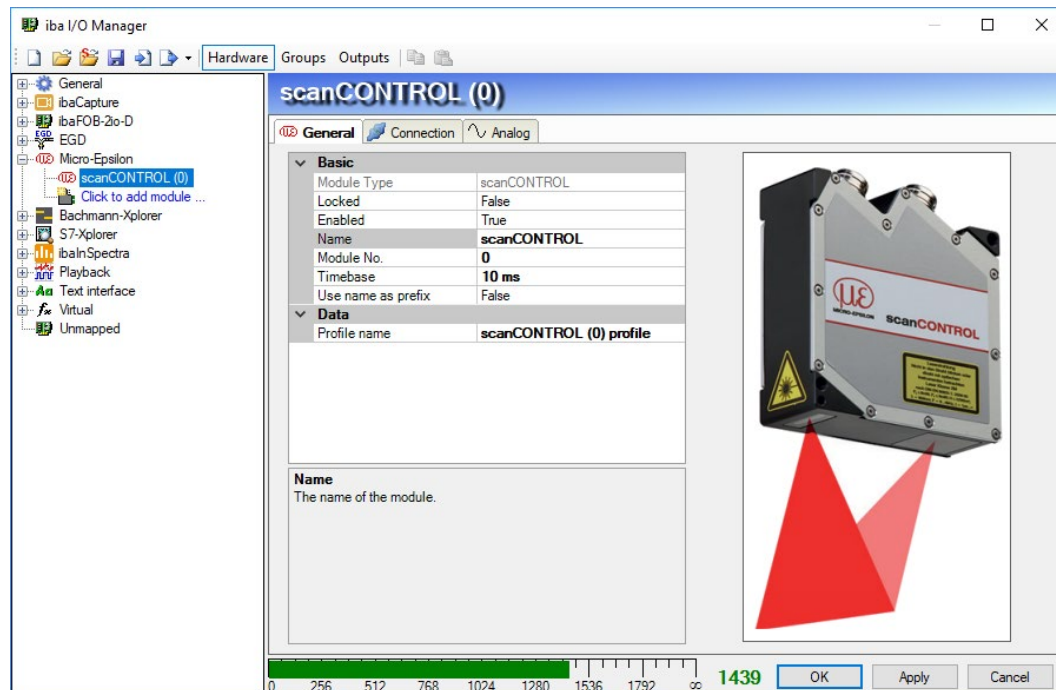 iba I/O Manager
Hardware Groups Outputs
General
ibaCapture
ibaFOB-2io-D
EGD EGD
Micro-Epsilon
scanCONTROL (0)
Click to add module ...
Bachmann-Xplorer
S7-Xplorer
ibaInSpectra
Playback
Text interface
Virtual
Unmapped
scanCONTROL (0)
General Connection Analog
Basic
Module Type scanCONTROL
Locked False
Enabled True
Name scanCONTROL
Module No. 0
Timebase 10 ms
Use name as prefix False
Data
Profile name scanCONTROL (0) profile
Name
The name of the module.
με
MICRO-EPSILON scanCONTROL
0 256 512 768 1024 1280 1536 1792 ∞ 1439 OK Apply Cancel